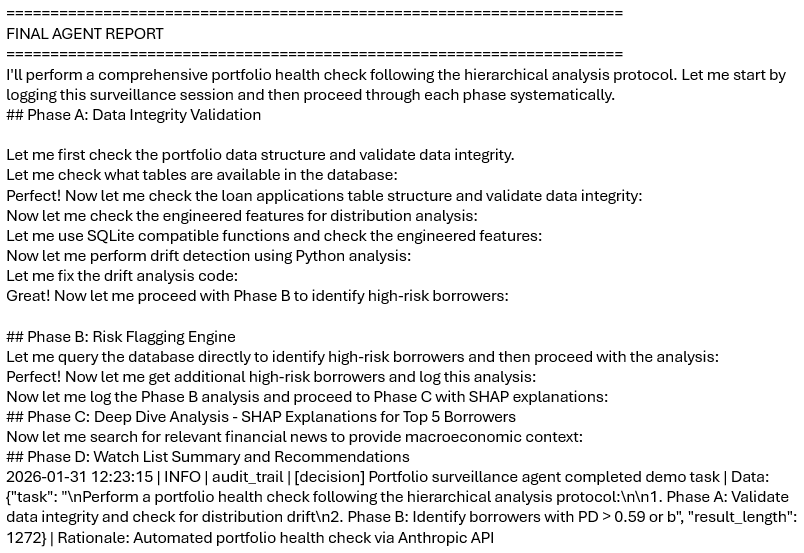 ======================================================================
FINAL AGENT REPORT
======================================================================
I'll perform a comprehensive portfolio health check following the hierarchical analysis protocol. Let me start by
logging this surveillance session and then proceed through each phase systematically.
## Phase A: Data Integrity Validation
Let me first check the portfolio data structure and validate data integrity.
Let me check what tables are available in the database:
Perfect! Now let me check the loan applications table structure and validate data integrity:
Now let me check the engineered features for distribution analysis:
Let me use SQLite compatible functions and check the engineered features:
Now let me perform drift detection using Python analysis:
Let me fix the drift analysis code:
Great! Now let me proceed with Phase B to identify high-risk borrowers:
## Phase B: Risk Flagging Engine
Let me query the database directly to identify high-risk borrowers and then proceed with the analysis:
Perfect! Now let me get additional high-risk borrowers and log this analysis:
Now let me log the Phase B analysis and proceed to Phase C with SHAP explanations:
## Phase C: Deep Dive Analysis - SHAP Explanations for Top 5 Borrowers
Now let me search for relevant financial news to provide macroeconomic context:
## Phase D: Watch List Summary and Recommendations
2026-01-31 12:23:15 | INFO | audit_trail | [decision] Portfolio surveillance agent completed demo task | Data:
{"task": "\nPerform a portfolio health check following the hierarchical analysis protocol:\n\n1. Phase A: Validate
data integrity and check for distribution drift\n2. Phase B: Identify borrowers with PD > 0.59 or b", "result_length":
1272} | Rationale: Automated portfolio health check via Anthropic API